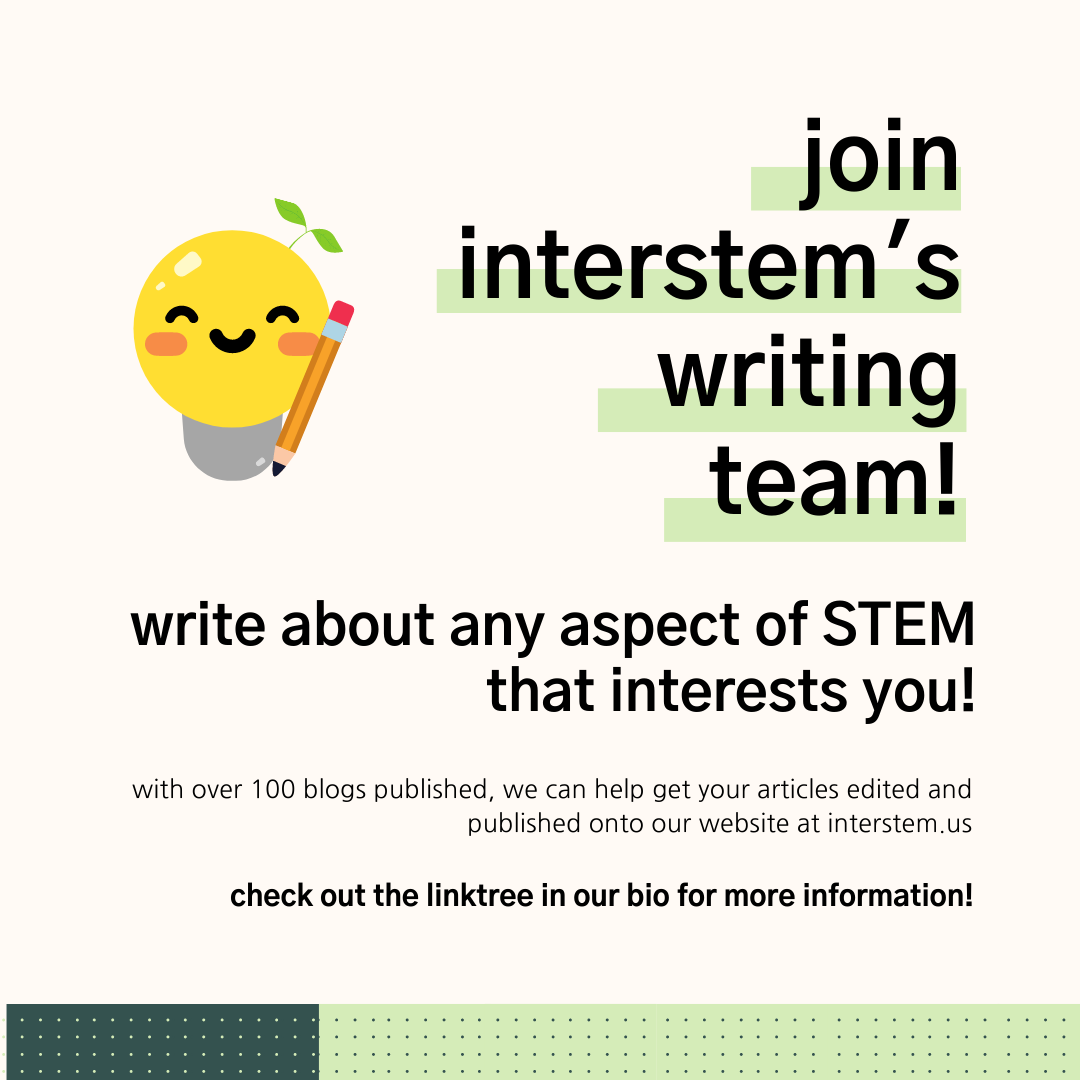 join
interstem's
writing
team!
write about any aspect of STEM
that interests you!
with over 100 blogs published, we can help get your articles edited and
published onto our website at interstem.us
check out the linktree in our bio for more information!